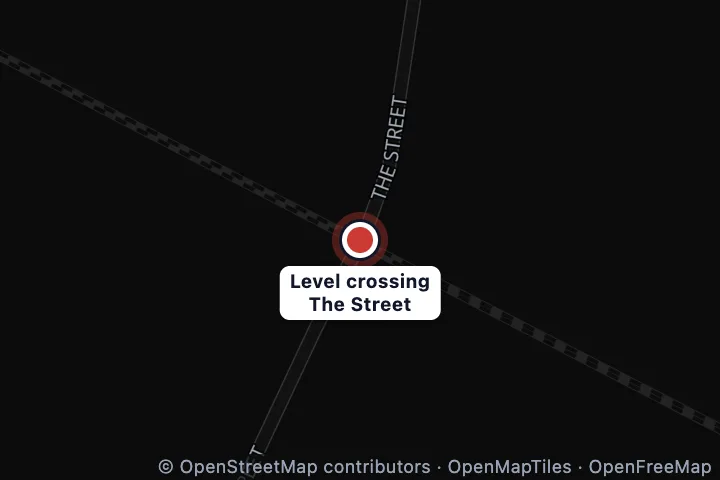 THE STREET
Level crossing
The Street
© OpenStreetMap contributors · OpenMapTiles · OpenFreeMap